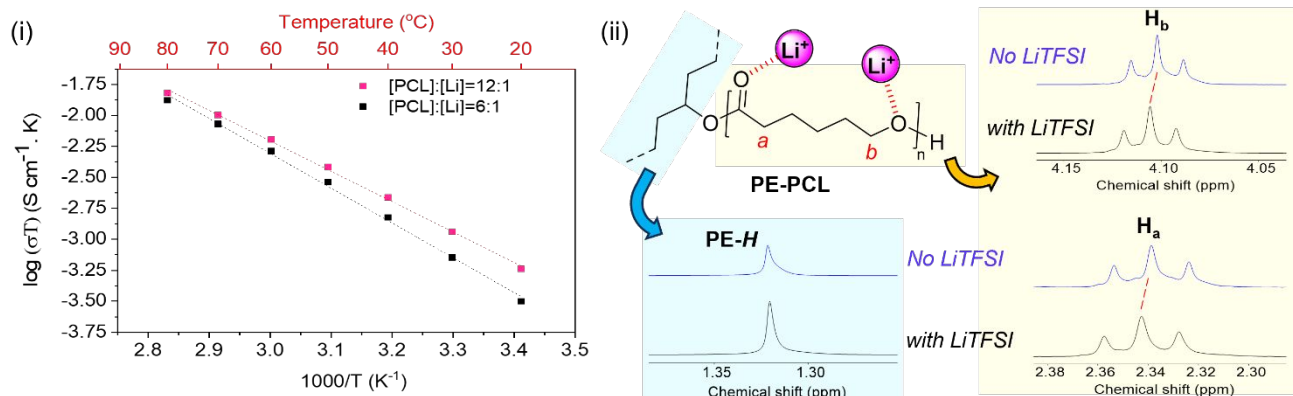 (i)
Temperature (°C)
90 80 70 60 50 40 30 20
-1.75
-2.00
-2.25
-2.50
-2.75
-3.00
-3.25
-3.50
-3.75
log (σT) (S cm⁻¹. K)
[PCL]:[Li]=12:1
[PCL]:[Li]=6:1
2.8 2.9 3.0 3.1 3.2 3.3 3.4 3.5
1000/T (K⁻¹)
(ii)
Li⁺
Li⁺
O
O
O
H
n
a
b
PE-PCL
PE-H
No LiTFSI
with LiTFSI
1.35 1.30
Chemical shift (ppm)
H_b
No LiTFSI
with LiTFSI
4.15 4.10 4.05
Chemical shift (ppm)
H_a
2.38 2.36 2.34 2.32 2.30
Chemical shift (ppm)